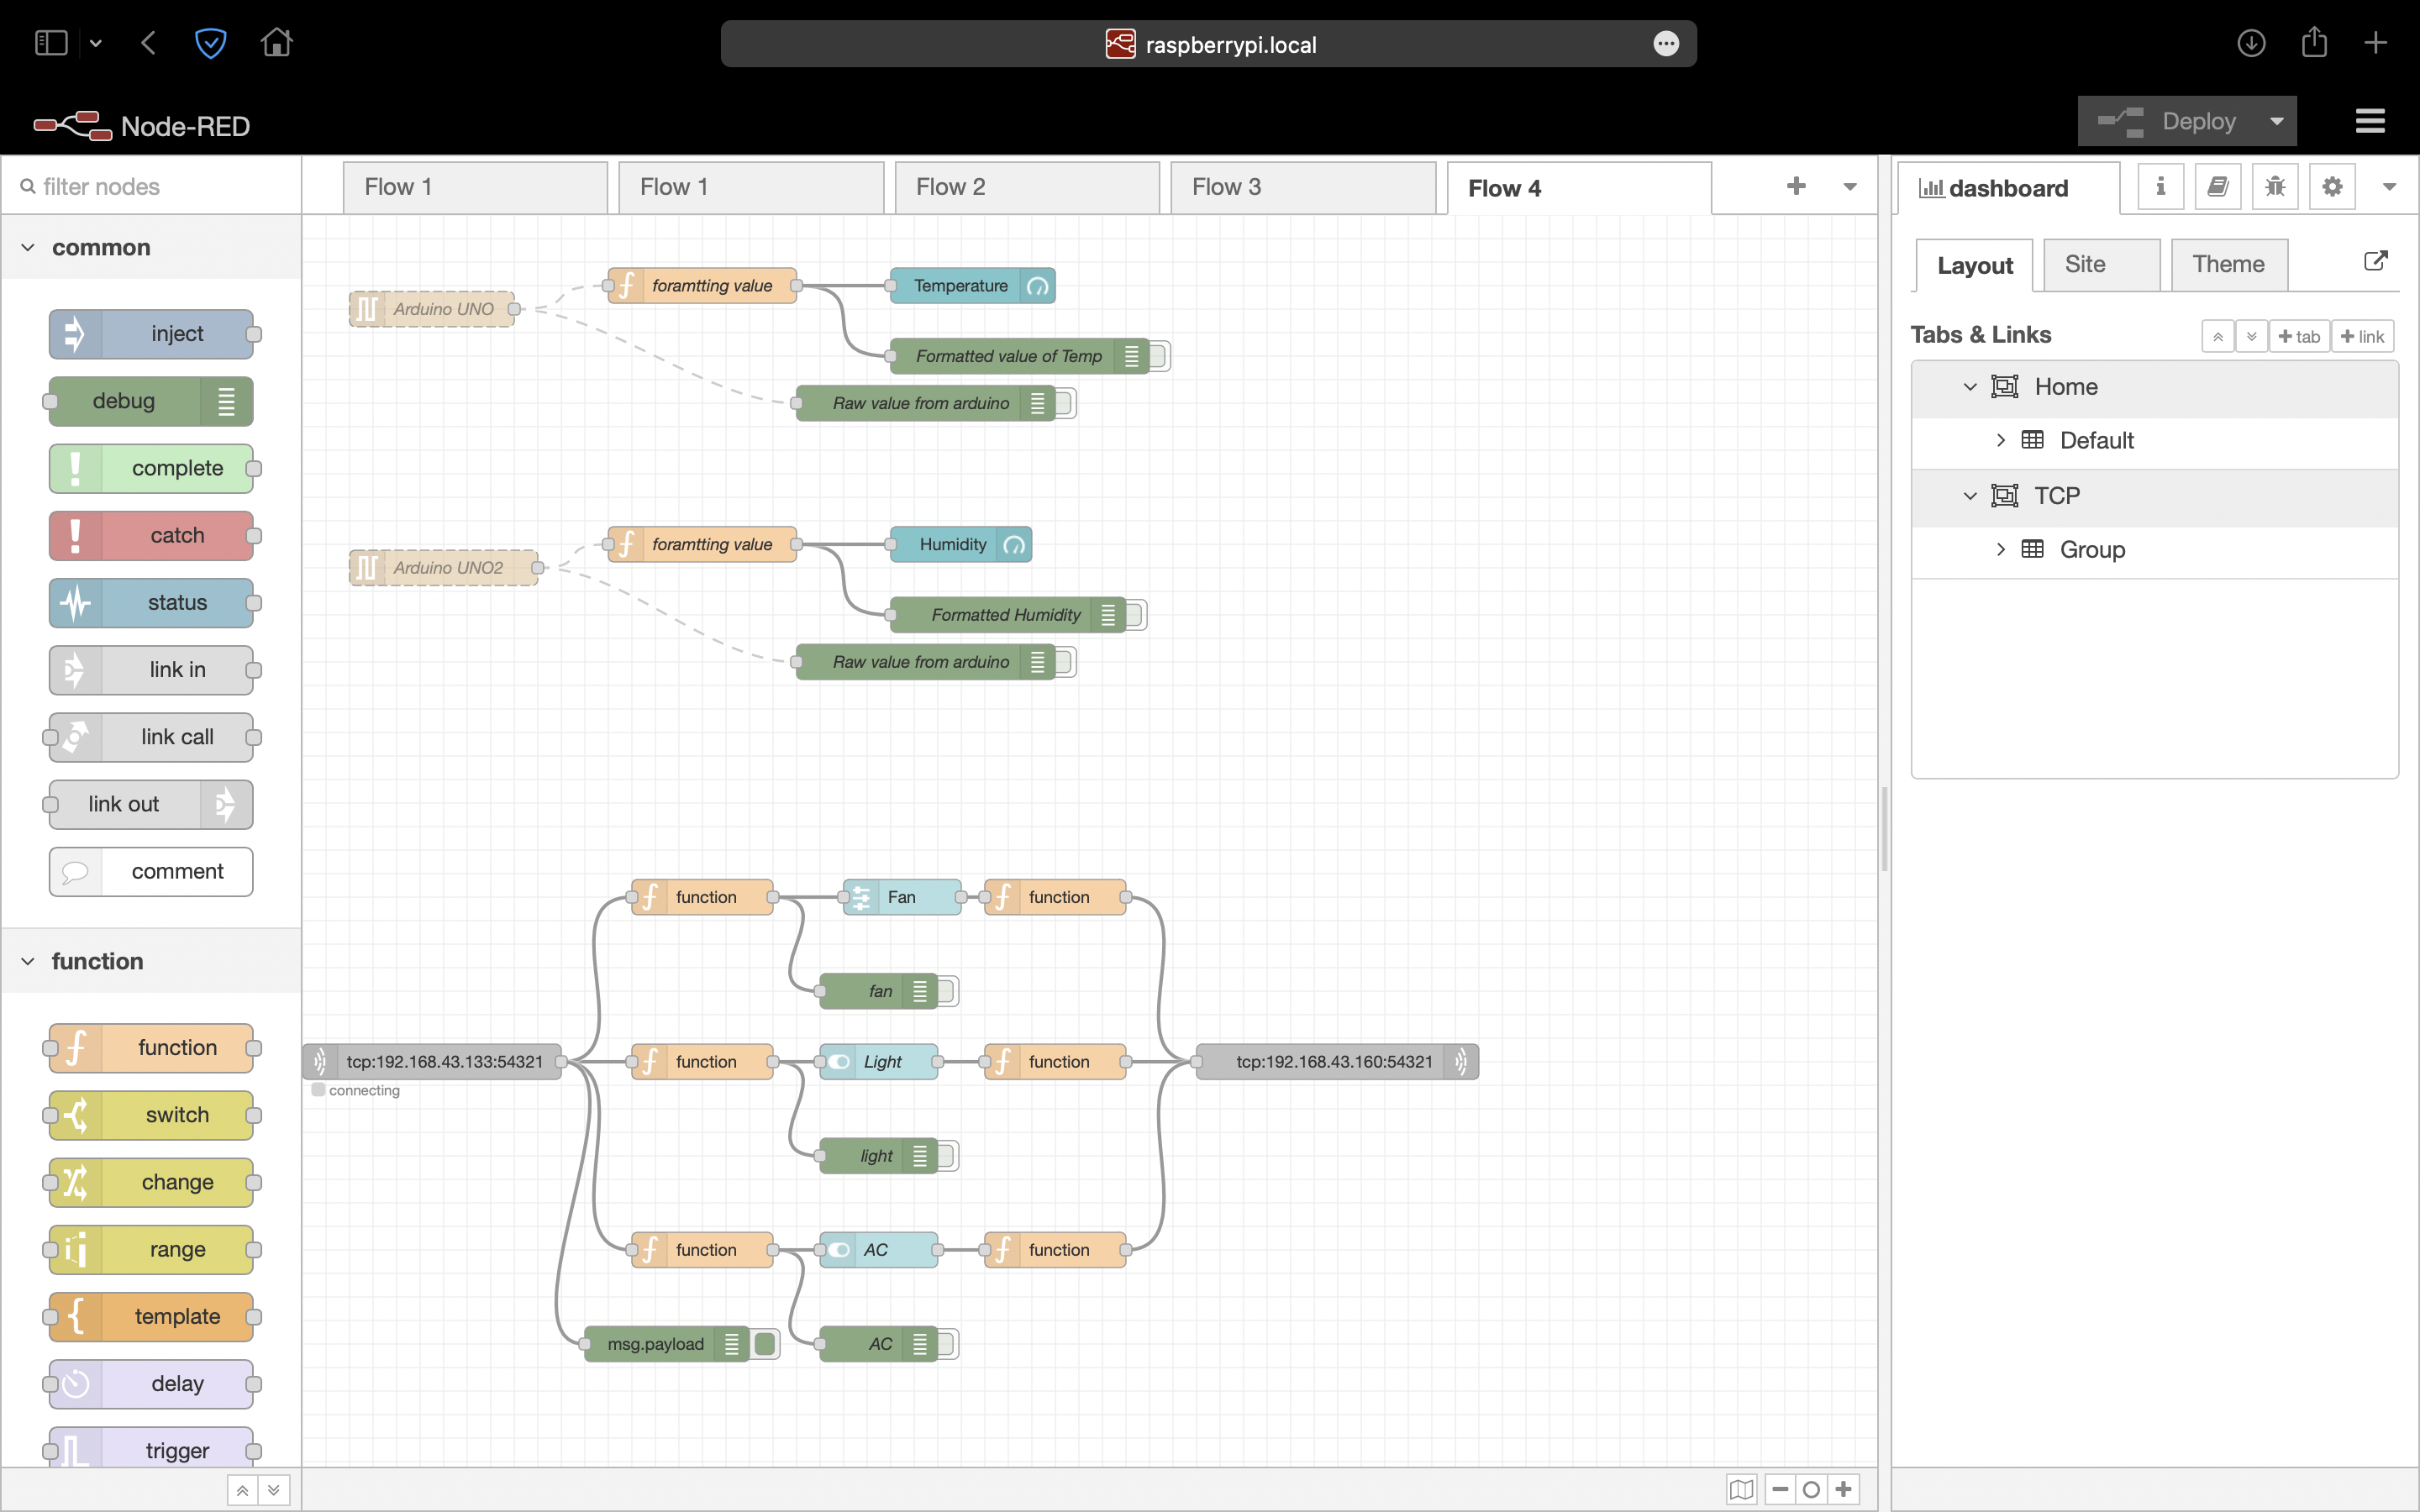 raspberrypi.local
Node-RED
Deploy
filter nodes
Flow 1
Flow 1
Flow 2
Flow 3
Flow 4
dashboard
common
inject
debug
complete
catch
status
link in
link call
link out
comment
function
function
switch
change
range
template
delay
trigger
Arduino UNO
foramtting value
Temperature
Formatted value of Temp
Raw value from arduino
Arduino UNO2
foramtting value
Humidity
Formatted Humidity
Raw value from arduino
function
Fan
function
fan
tcp:192.168.43.133:54321
connecting
function
Light
function
tcp:192.168.43.160:54321
light
function
AC
function
msg.payload
AC
Layout
Site
Theme
Tabs & Links
tab
link
Home
Default
TCP
Group